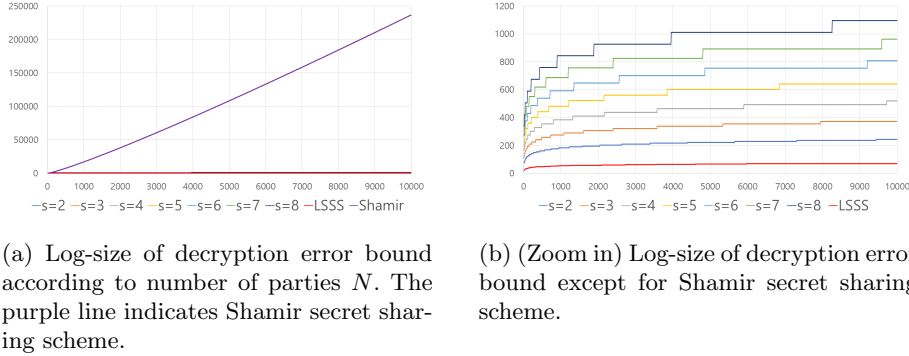 250000
200000
150000
100000
50000
0
0 1000 2000 3000 4000 5000 6000 7000 8000 9000 10000
s=2 s=3 s=4 s=5 s=6 s=7 s=8 LSSS Shamir
(a) Log-size of decryption error bound
according to number of parties N. The
purple line indicates Shamir secret shar-
ing scheme.
1200
1000
800
600
400
200
0
0 1000 2000 3000 4000 5000 6000 7000 8000 9000 10000
s=2 s=3 s=4 s=5 s=6 s=7 s=8 LSSS
(b) (Zoom in) Log-size of decryption error
bound except for Shamir secret sharing
scheme.